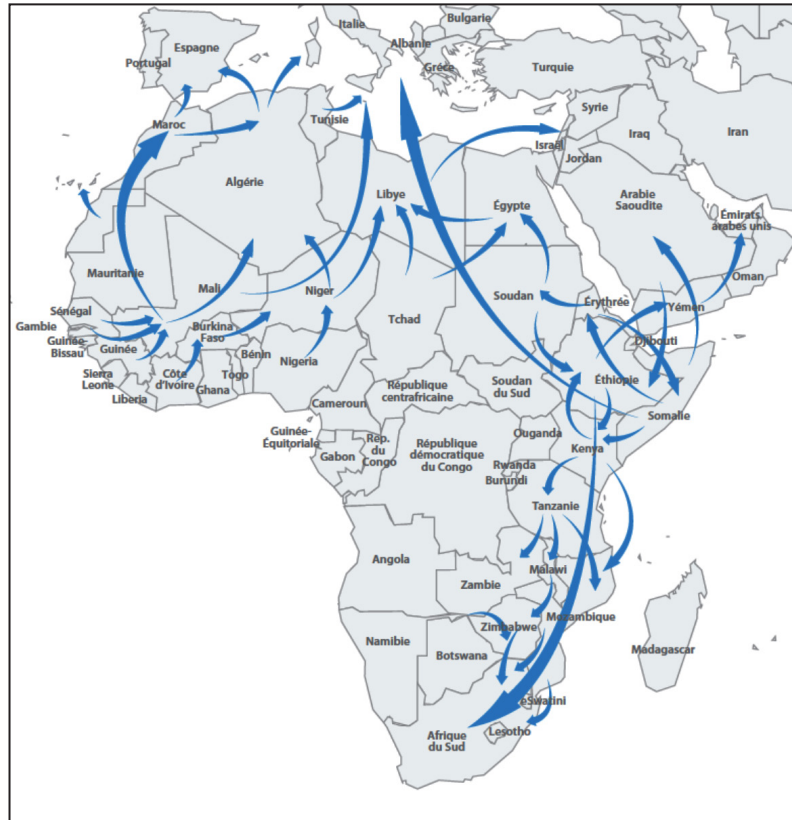 Italie
Bulgarie
Albanie
Espagne
Portugal
Gréce
Turquie
Maroc
Tunisie
Syrie
Israël
Iraq
Iran
Jordan
Algérie
Libye
Égypte
Arabie
Saoudite
Émirats
arabes unis
Oman
Mauritanie
Mali
Niger
Soudan
Érythrée
Yémen
Sénégal
Gambie
Guinée-
Bissau
Guinée
Burkina
Faso
Tchad
Djibouti
Sierra
Leone
Liberia
Côte
d'Ivoire
Ghana
Togo
Bénin
Nigeria
Éthiopie
Somalie
Cameroun
République
centrafricaine
Soudan
du Sud
Guinée-
Équitoriale
Gabon
Rép.
du
Congo
République
démocratique
du Congo
Ouganda
Kenya
Rwanda
Burundi
Tanzanie
Angola
Zambie
Malawi
Mozambique
Zimbabwe
Namibie
Botswana
Madagascar
eSwatini
Afrique
du Sud
Lesotho